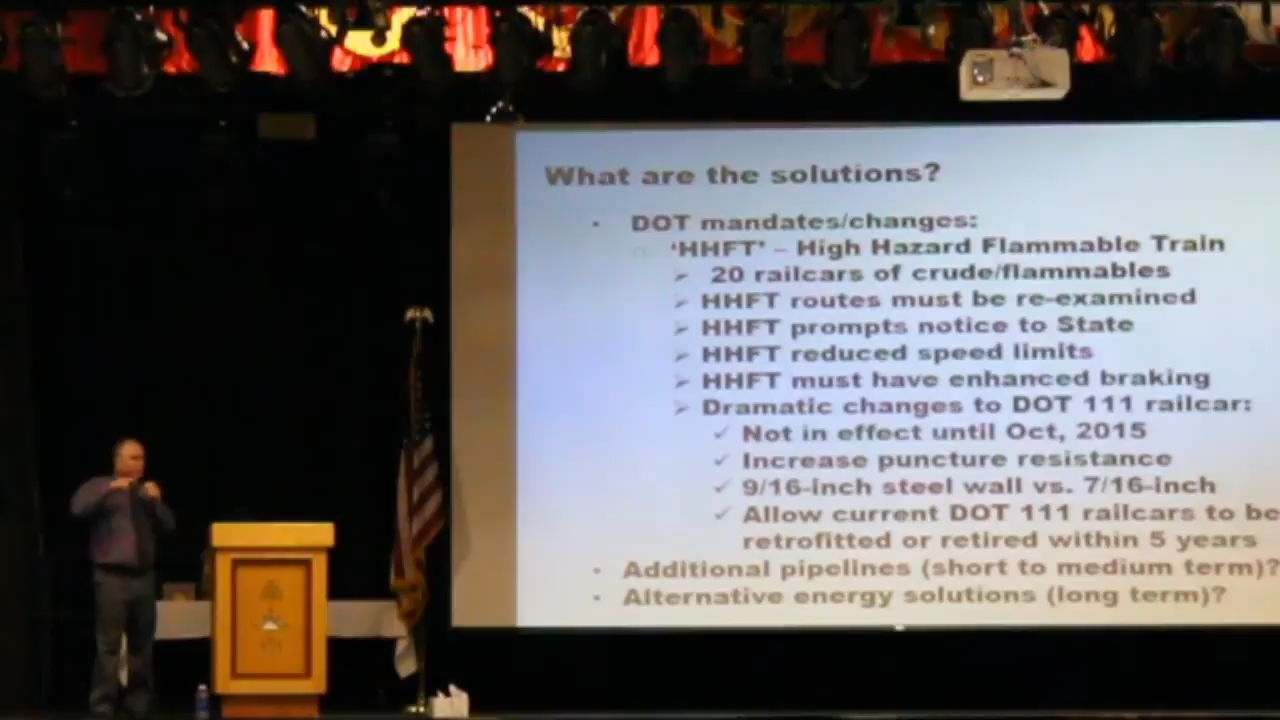 What are the solutions?
· DOT mandates/changes:
'HHFT' – High Hazard Flammable Train
➢ 20 railcars of crude/flammables
➢ HHFT routes must be re-examined
➢ HHFT prompts notice to State
➢ HHFT reduced speed limits
➢ HHFT must have enhanced braking
➢ Dramatic changes to DOT 111 railcar:
✓ Not in effect until Oct, 2015
✓ Increase puncture resistance
✓ 9/16-inch steel wall vs. 7/16-inch
✓ Allow current DOT 111 railcars to be
retrofitted or retired within 5 years
· Additional pipelines (short to medium term)?
· Alternative energy solutions (long term)?